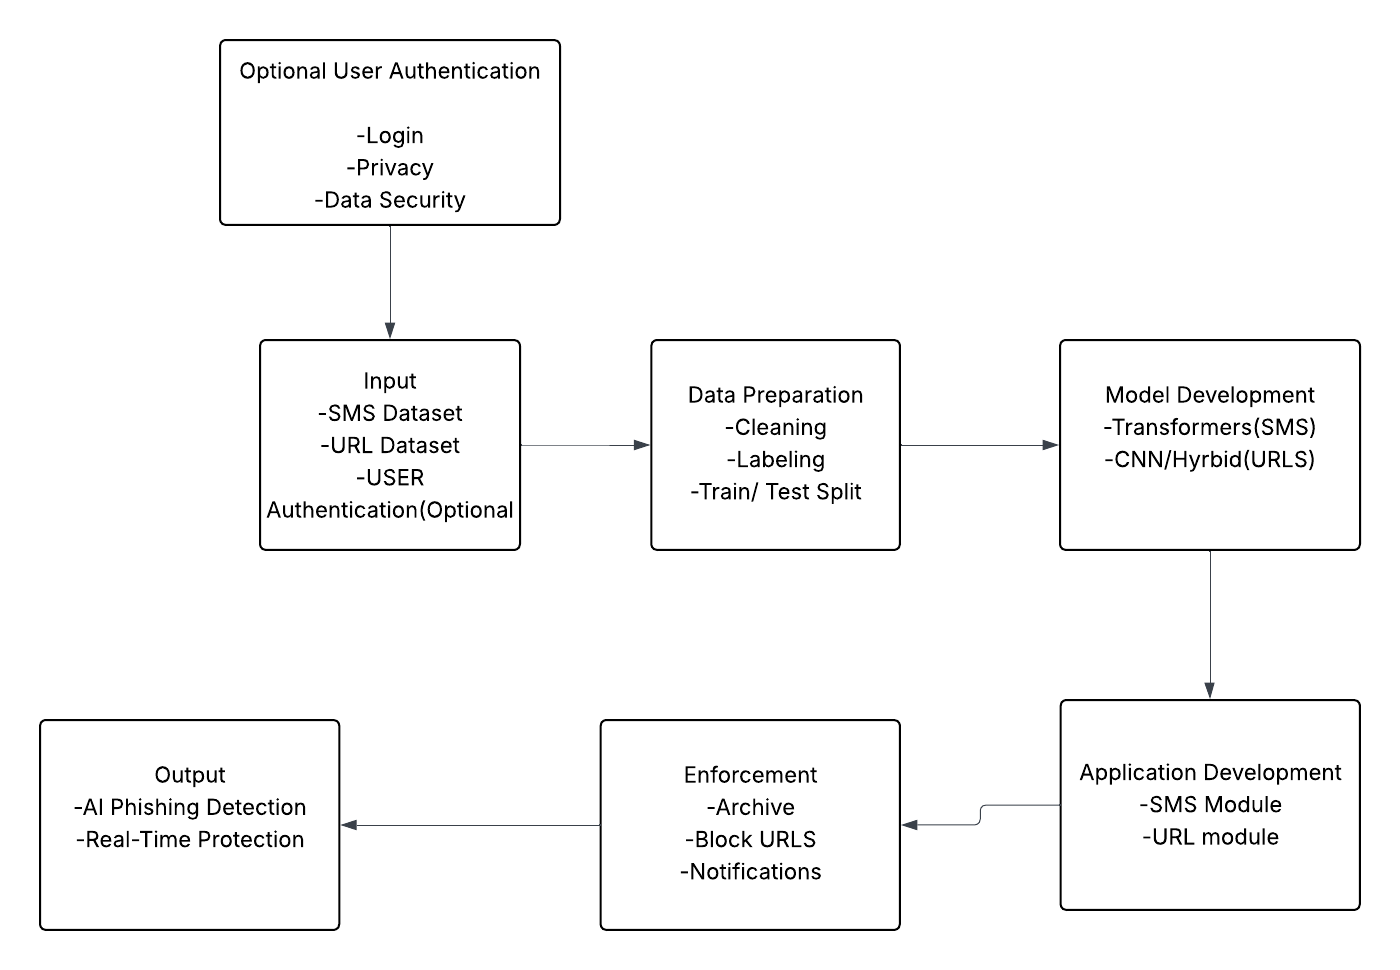 Optional User Authentication
-Login
-Privacy
-Data Security
Input
-SMS Dataset
-URL Dataset
-USER
Authentication(Optional
Data Preparation
-Cleaning
-Labeling
-Train/ Test Split
Model Development
-Transformers(SMS)
-CNN/Hyrbid(URLS)
Application Development
-SMS Module
-URL module
Enforcement
-Archive
-Block URLS
-Notifications
Output
-AI Phishing Detection
-Real-Time Protection